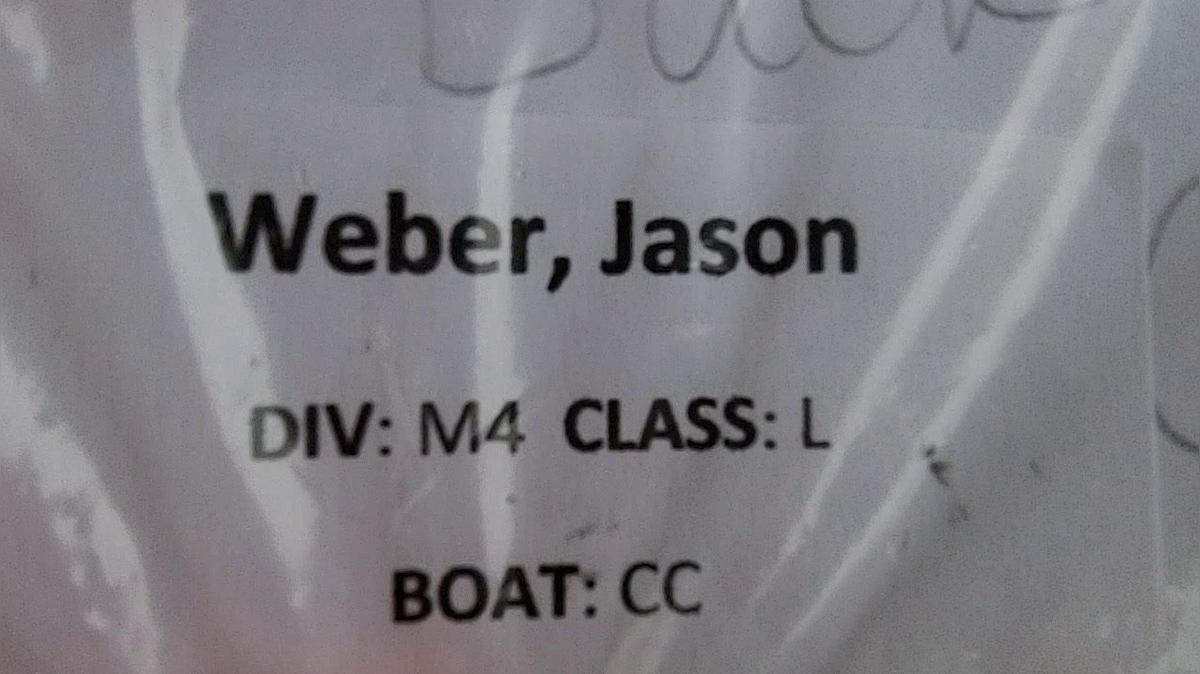 Weber, Jason
DIV: M4 CLASS: L
BOAT: CC